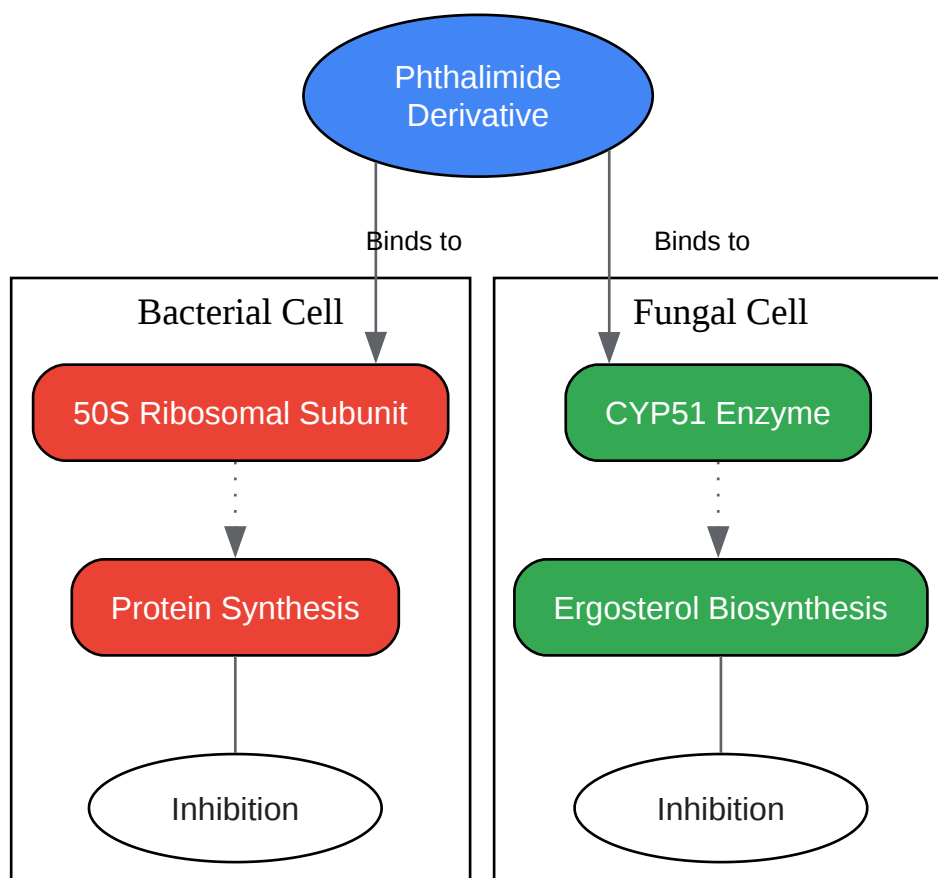 Phthalimide
Derivative
Binds to
Binds to
Bacterial Cell
50S Ribosomal Subunit
Protein Synthesis
Inhibition
Fungal Cell
CYP51 Enzyme
Ergosterol Biosynthesis
Inhibition